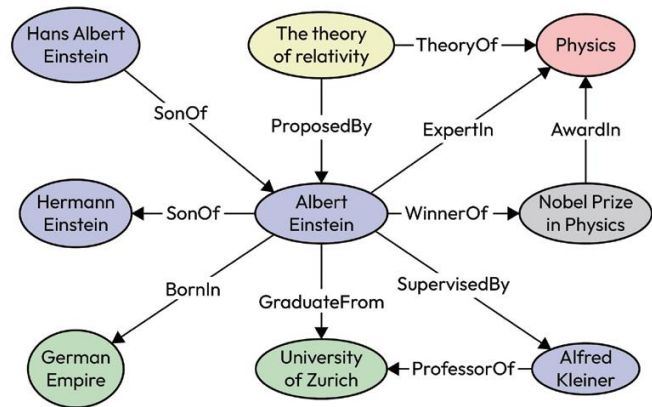 Hans Albert
Einstein
The theory
of relativity
TheoryOf
Physics
SonOf
ProposedBy
ExpertIn
AwardIn
Hermann
Einstein
SonOf
Albert
Einstein
WinnerOf
Nobel Prize
in Physics
BornIn
GraduateFrom
SupervisedBy
German
Empire
University
of Zurich
ProfessorOf
Alfred
Kleiner